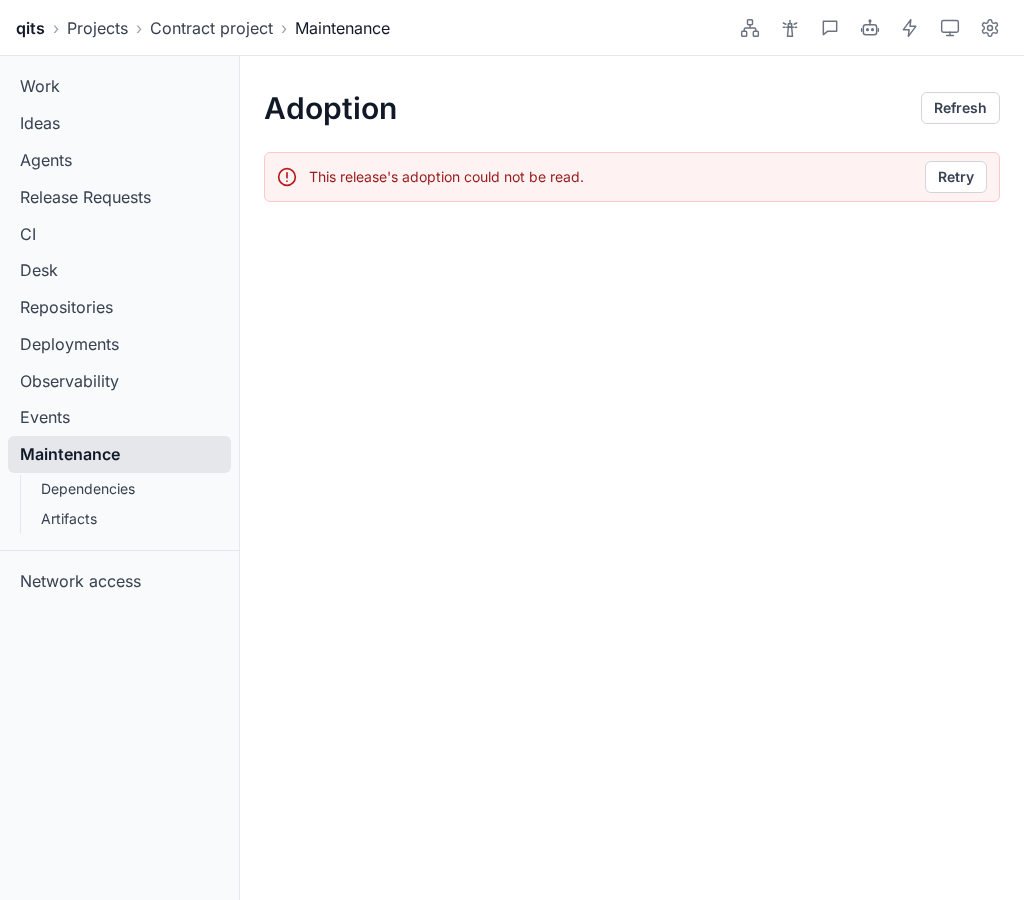 qits › Projects › Contract project › Maintenance
Work
Ideas
Agents
Release Requests
CI
Desk
Repositories
Deployments
Observability
Events
Maintenance
Dependencies
Artifacts
Network access
Adoption
Refresh
This release's adoption could not be read.
Retry